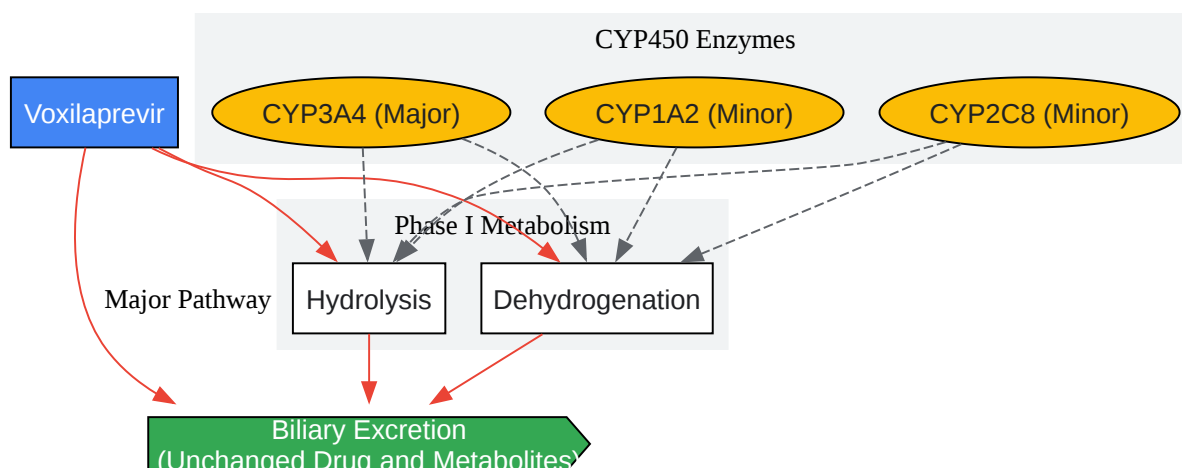 CYP450 Enzymes
Voxilaprevir
CYP3A4 (Major)
CYP1A2 (Minor)
CYP2C8 (Minor)
Phase I Metabolism
Major Pathway
Hydrolysis
Dehydrogenation
Biliary Excretion
(Unchanged Drug and Metabolites)